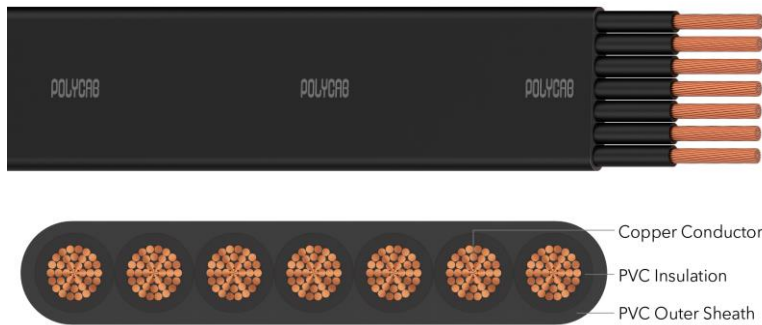 POLYCAB POLYCAB POLYCAB
Copper Conductor
PVC Insulation
PVC Outer Sheath